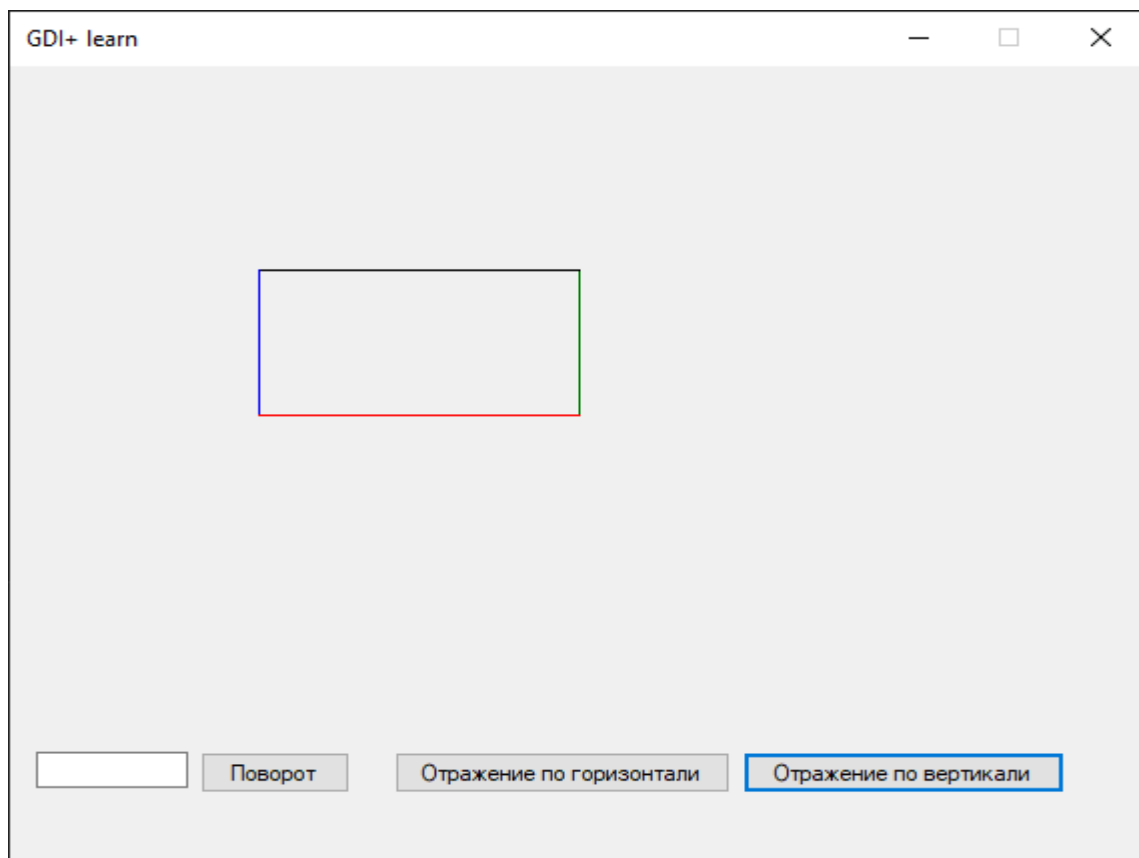 GDI+ learn
Поворот
Отражение по горизонтали
Отражение по вертикали